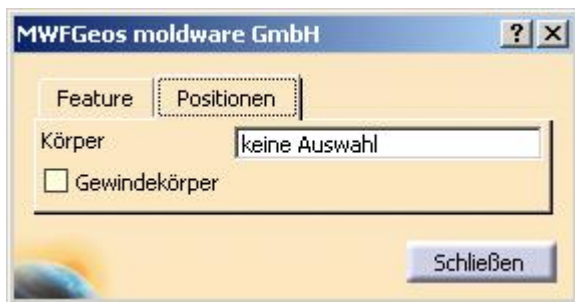 MWFGeos moldware GmbH
Feature Positionen
Körper keine Auswahl
Gewindekörper
Schließen